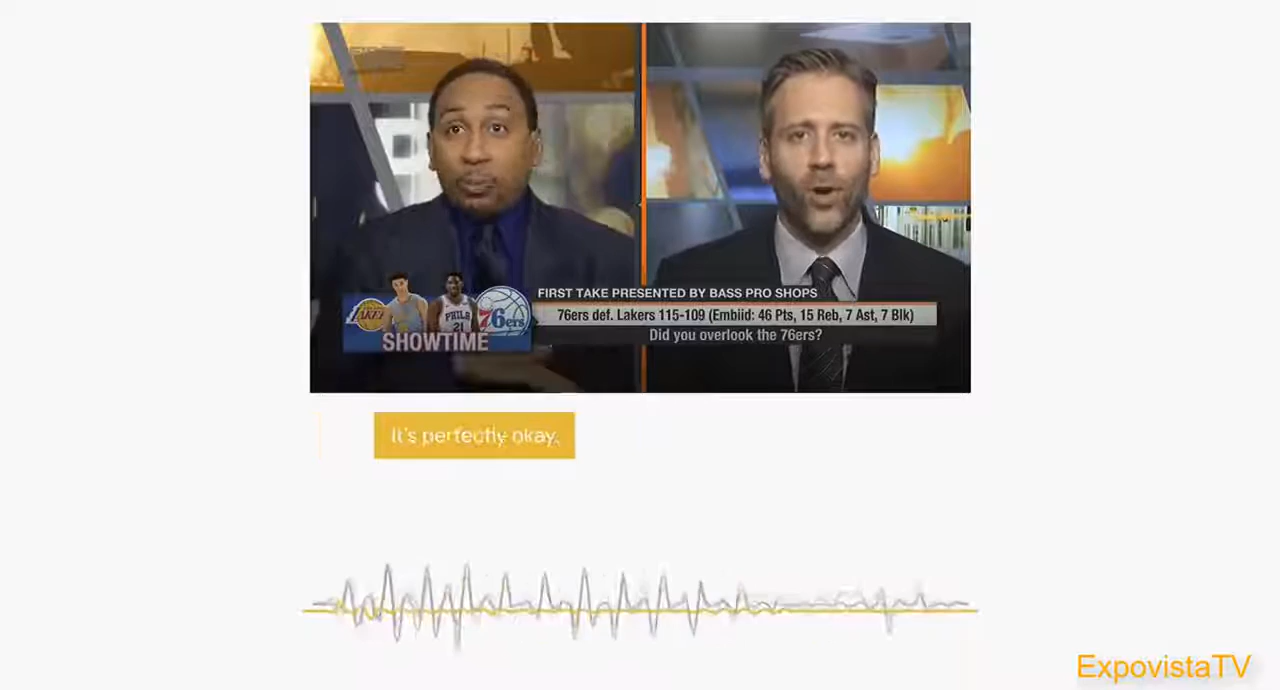 FIRST TAKE PRESENTED BY BASS PRO SHOPS
76ers def. Lakers 115-109 (Embiid: 46 Pts, 15 Reb, 7 Ast, 7 Blk)
Did you overlook the 76ers?
LAKERS
PHILA
21
76ers
SHOWTIME
It's perfectly okay.
ExpovistaTV